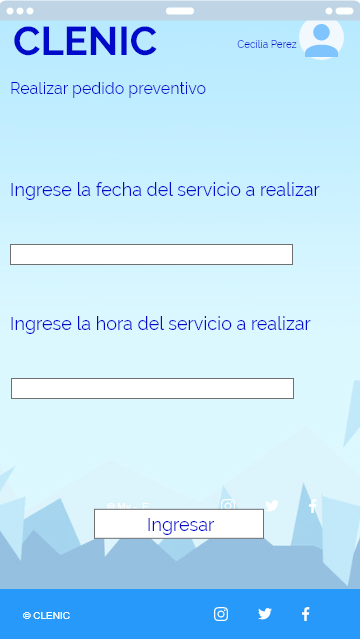 CLENIC
Cecilia Perez
Realizar pedido preventivo
Ingrese la fecha del servicio a realizar
Ingrese la hora del servicio a realizar
Ingresar
© CLENIC